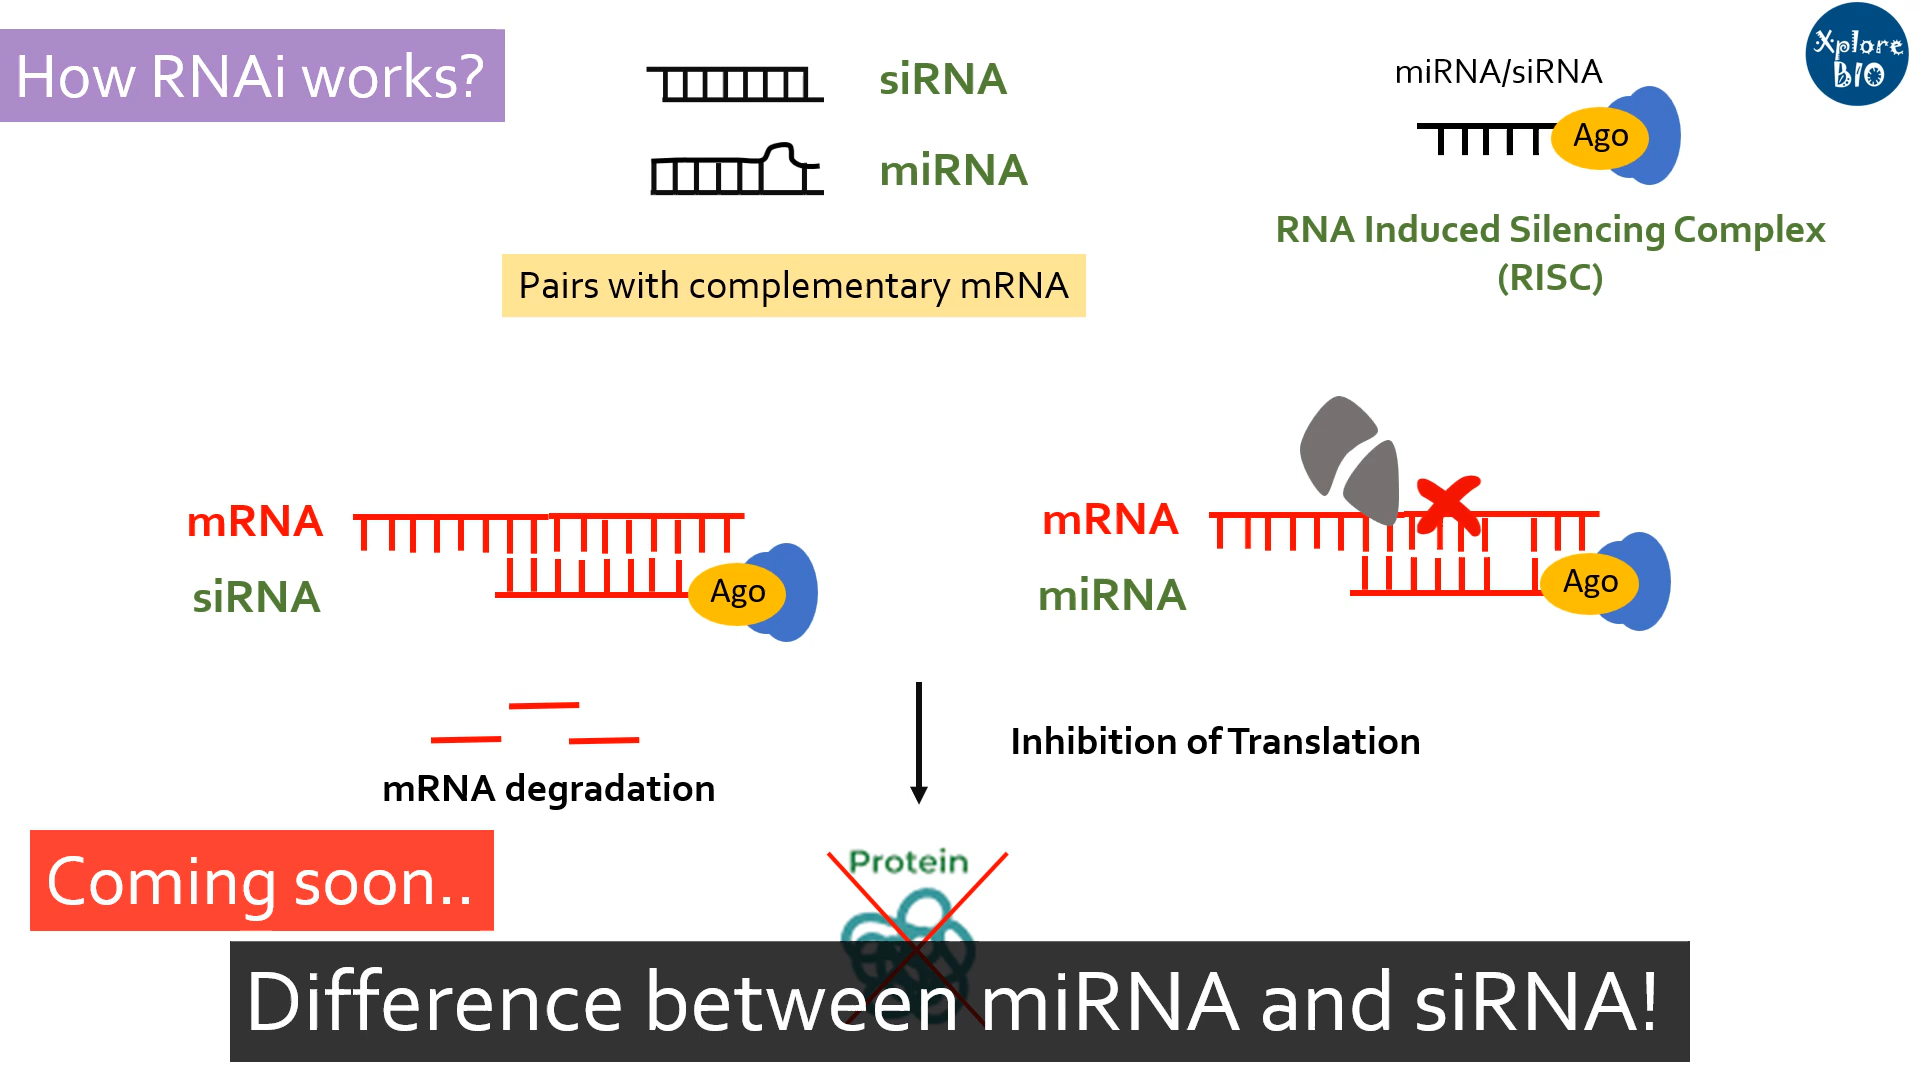 How RNAi works?
siRNA
miRNA
Pairs with complementary mRNA
miRNA/siRNA
Ago
RNA Induced Silencing Complex
(RISC)
Xplore
BIO
mRNA
siRNA
Ago
mRNA degradation
mRNA
miRNA
Ago
Inhibition of Translation
Protein
Coming soon..
Difference between miRNA and siRNA!